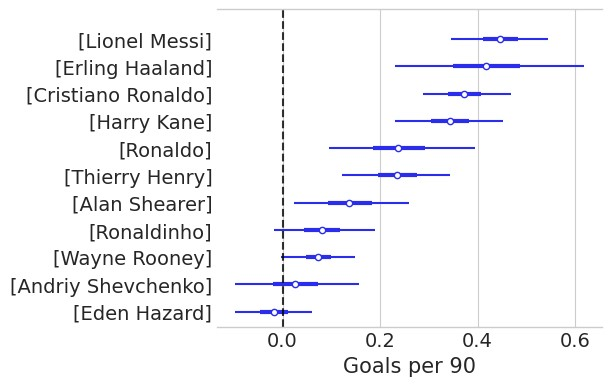 [Lionel Messi]
[Erling Haaland]
[Cristiano Ronaldo]
[Harry Kane]
[Ronaldo]
[Thierry Henry]
[Alan Shearer]
[Ronaldinho]
[Wayne Rooney]
[Andriy Shevchenko]
[Eden Hazard]
0.0 0.2 0.4 0.6
Goals per 90